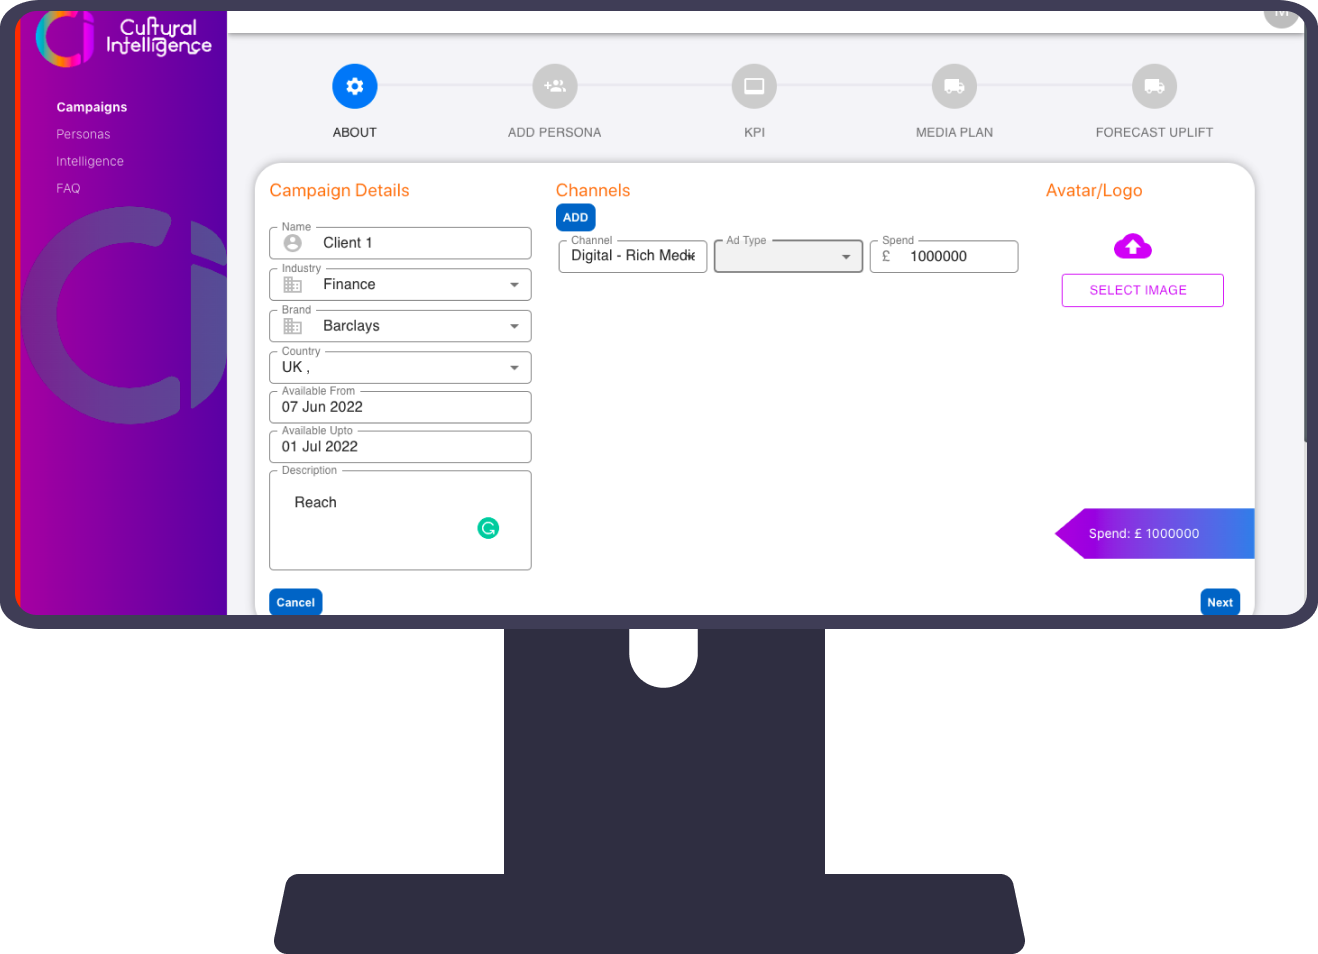 Cultural
Intelligence
M
Campaigns
Personas
Intelligence
FAQ
ABOUT
ADD PERSONA
KPI
MEDIA PLAN
FORECAST UPLIFT
Campaign Details
Name
Client 1
Industry
Finance
Brand
Barclays
Country
UK ,
Available From
07 Jun 2022
Available Upto
01 Jul 2022
Description
Reach
Cancel
Channels
ADD
Channel
Digital - Rich Medi
Ad Type
Spend
£ 1000000
Avatar/Logo
SELECT IMAGE
Spend: £ 1000000
Next